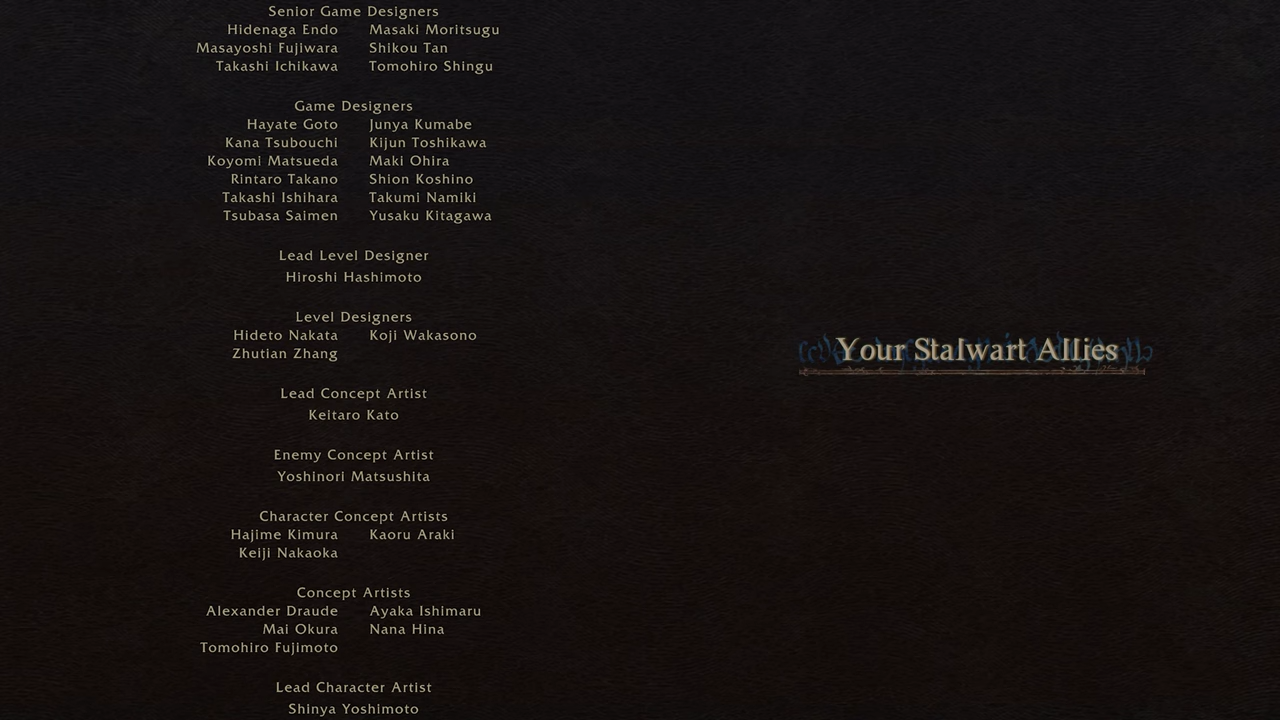 Senior Game Designers
Hidenaga Endo Masaki Moritsugu
Masayoshi Fujiwara Shikou Tan
Takashi Ichikawa Tomohiro Shingu
Game Designers
Hayate Goto Junya Kumabe
Kana Tsubouchi Kijun Toshikawa
Koyomi Matsueda Maki Ohira
Rintaro Takano Shion Koshino
Takashi Ishihara Takumi Namiki
Tsubasa Saimen Yusaku Kitagawa
Lead Level Designer
Hiroshi Hashimoto
Level Designers
Hideto Nakata Koji Wakasono
Zhutian Zhang
Lead Concept Artist
Keitaro Kato
Enemy Concept Artist
Yoshinori Matsushita
Character Concept Artists
Hajime Kimura Kaoru Araki
Keiji Nakaoka
Concept Artists
Alexander Draude Ayaka Ishimaru
Mai Okura Nana Hina
Tomohiro Fujimoto
Lead Character Artist
Shinya Yoshimoto
Your Stalwart Allies